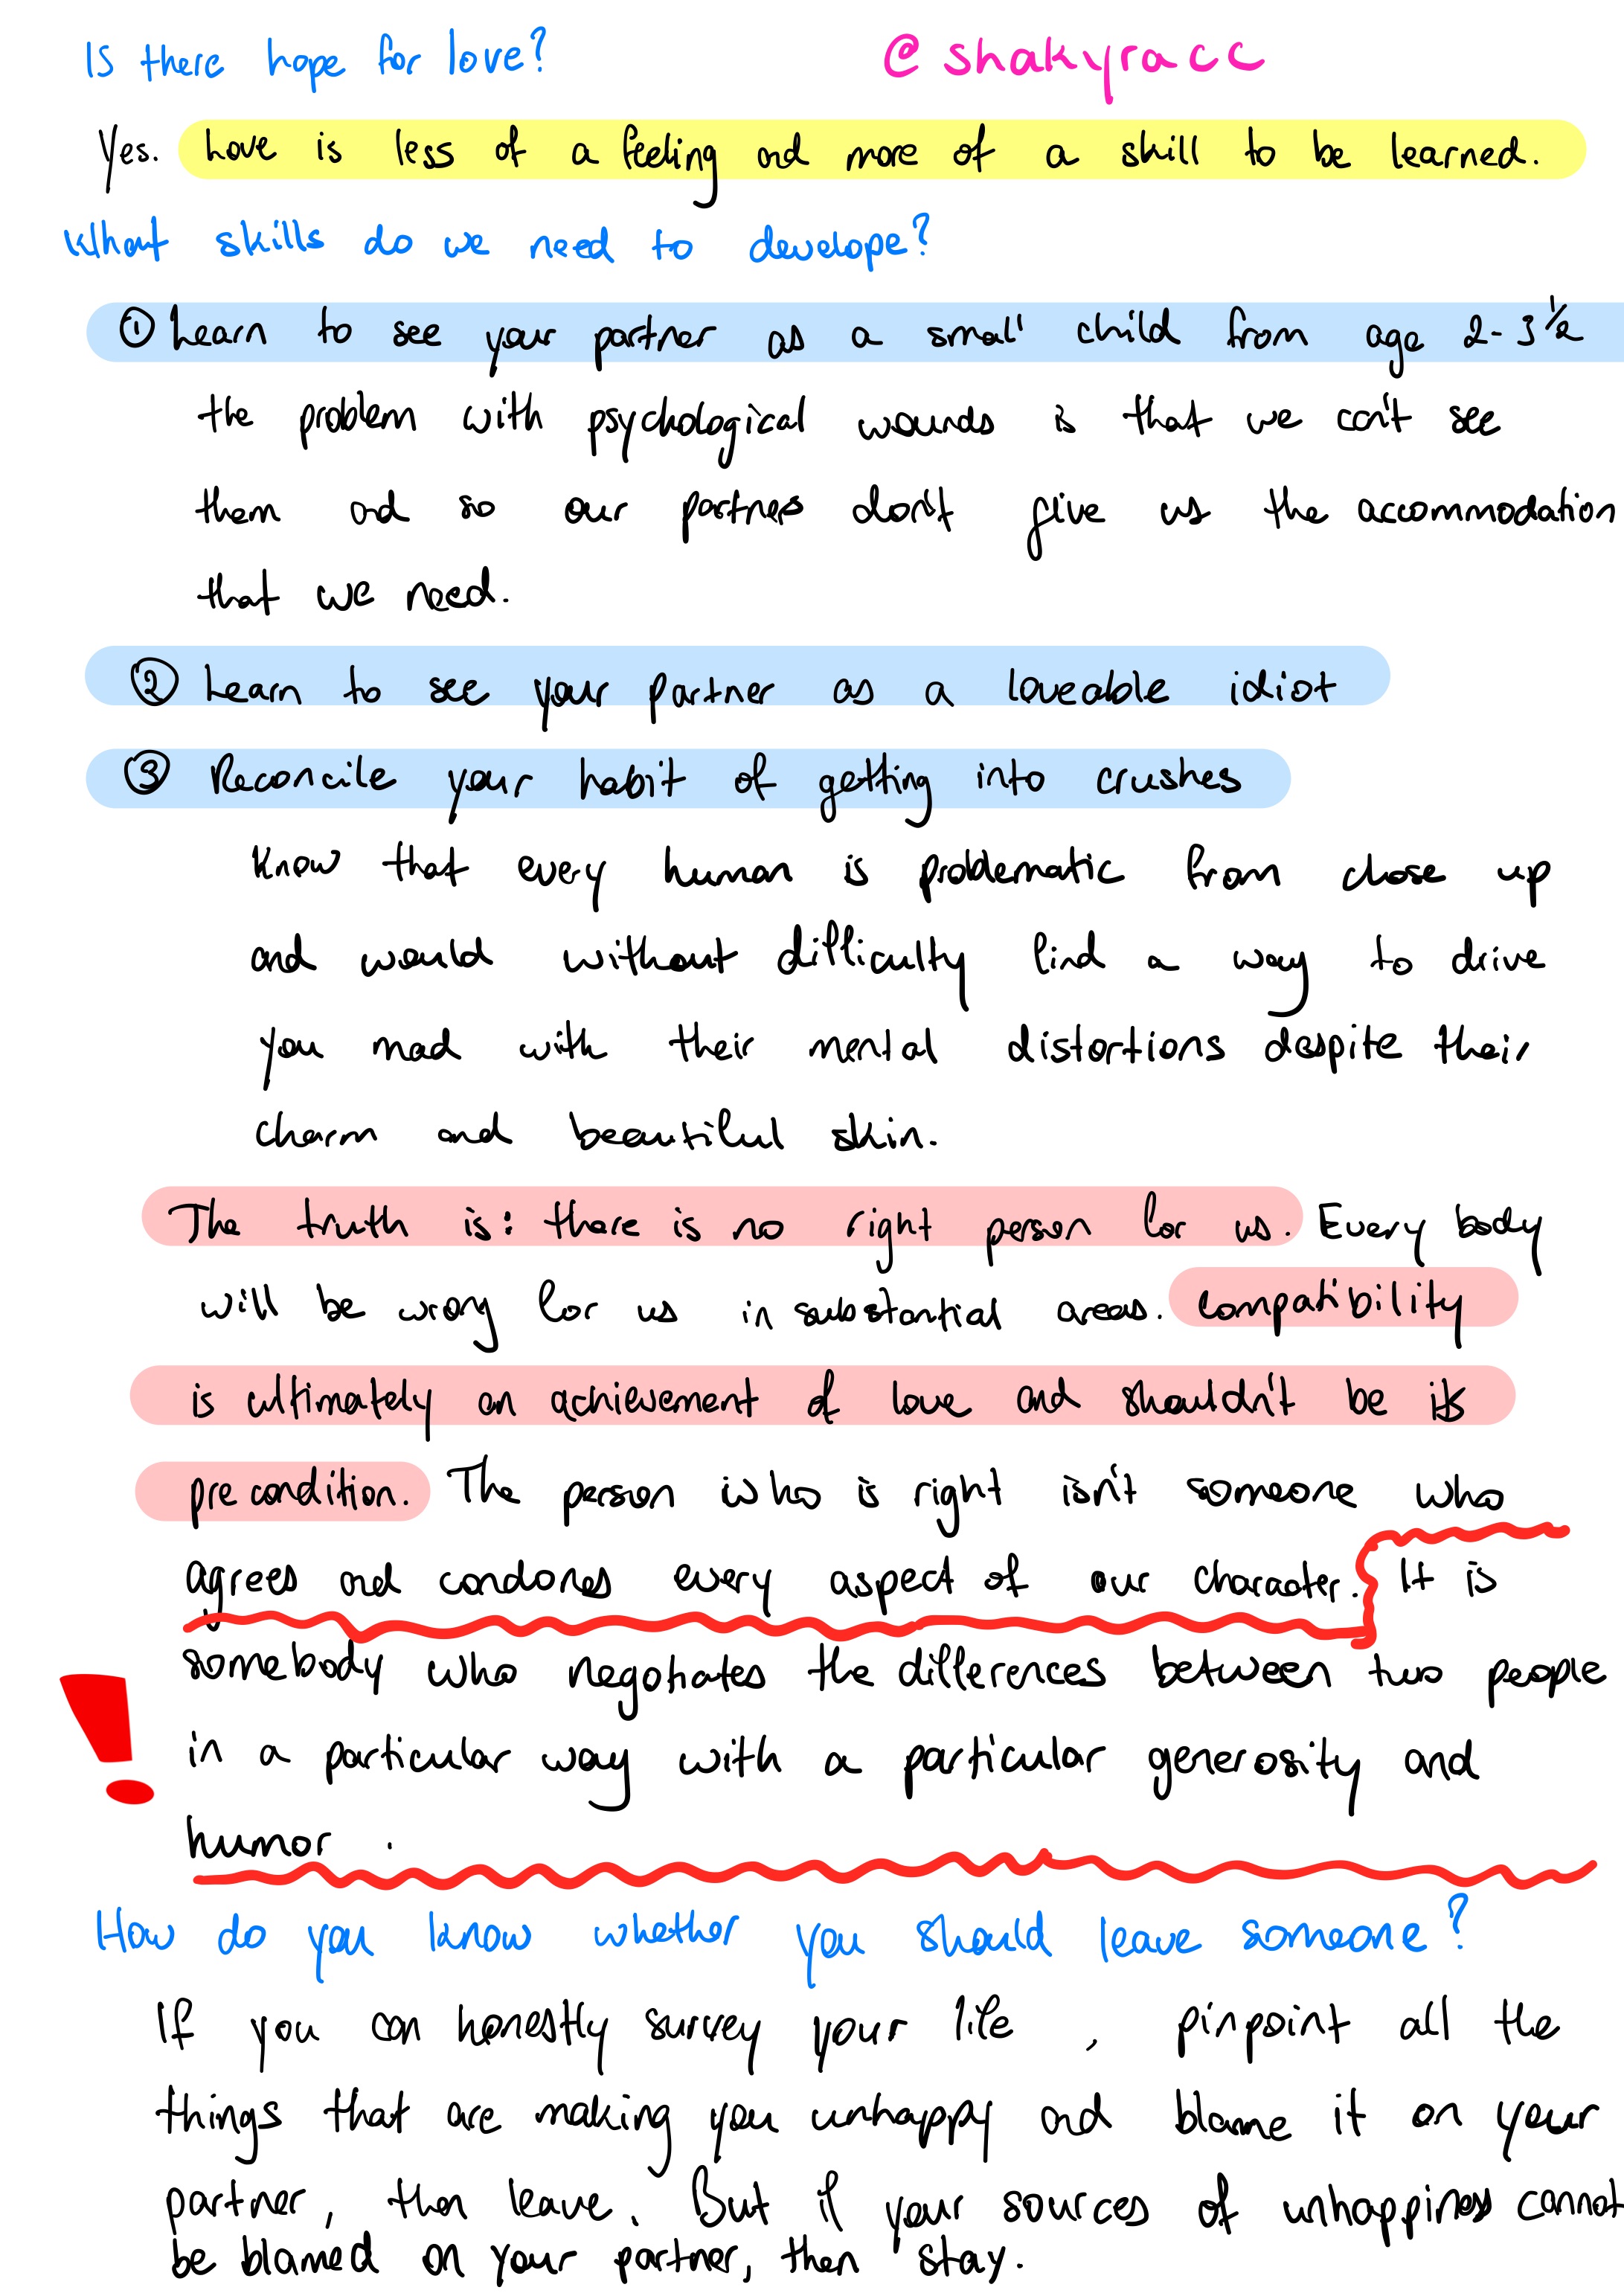 Is there hope for love? @shakyracc
Yes. Love is less of a feeling and more of a skill to be learned.
What skills do we need to develope?
① Learn to see your partner as a small child from age 2-3 1/2
the problem with psychological wounds is that we can't see
them and so our partners don't give us the accommodation
that we need.
② Learn to see your partner as a loveable idiot
③ Reconcile your habit of getting into crushes
Know that every human is problematic from close up
and would without difficulty find a way to drive
you mad with their mental distortions despite their
charm and beautiful skin.
The truth is: there is no right person for us. Every body
will be wrong for us in substantial areas. Compatibility
is ultimately an achievement of love and shouldn't be its
pre condition. The person who is right isn't someone who
agrees and condones every aspect of our character. It is
somebody who negotiates the differences between two people
in a particular way with a particular generosity and
humor.
How do you know whether you should leave someone?
If you can honestly survey your life, pinpoint all the
things that are making you unhappy and blame it on your
partner, then leave. But if your sources of unhappiness cannot
be blamed on your partner, then stay.